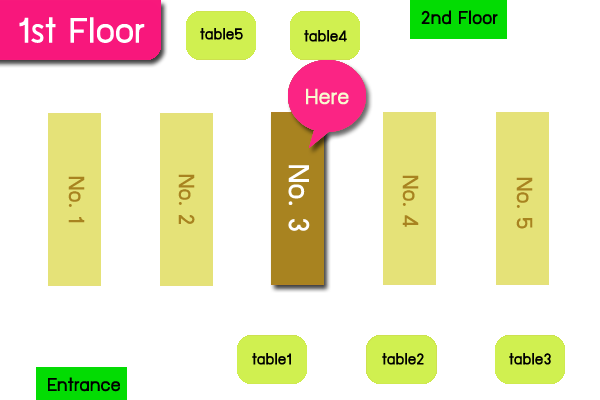 1st Floor
table5
table4
2nd Floor
Here
No. 1
No. 2
No. 3
No. 4
No. 5
table1
table2
table3
Entrance